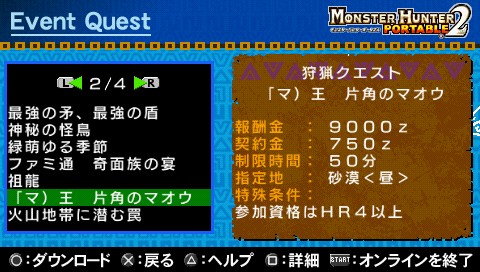 Event Quest
MONSTER HUNTER
PORTABLE 2
L 2/4 R
最強の矛、最強の盾
神秘の怪鳥
緑萌ゆる季節
ファミ通 奇面族の宴
祖龍
「マ)王 片角のマオウ
火山地帯に潜む罠
狩猟クエスト
「マ)王 片角のマオウ
報酬金 : 9000z
契約金 : 750z
制限時間 : 50分
指定地 : 砂漠<昼>
特殊条件 :
参加資格はHR4以上
○:ダウンロード ×:戻る △:ヘルプ □:詳細 START:オンラインを終了